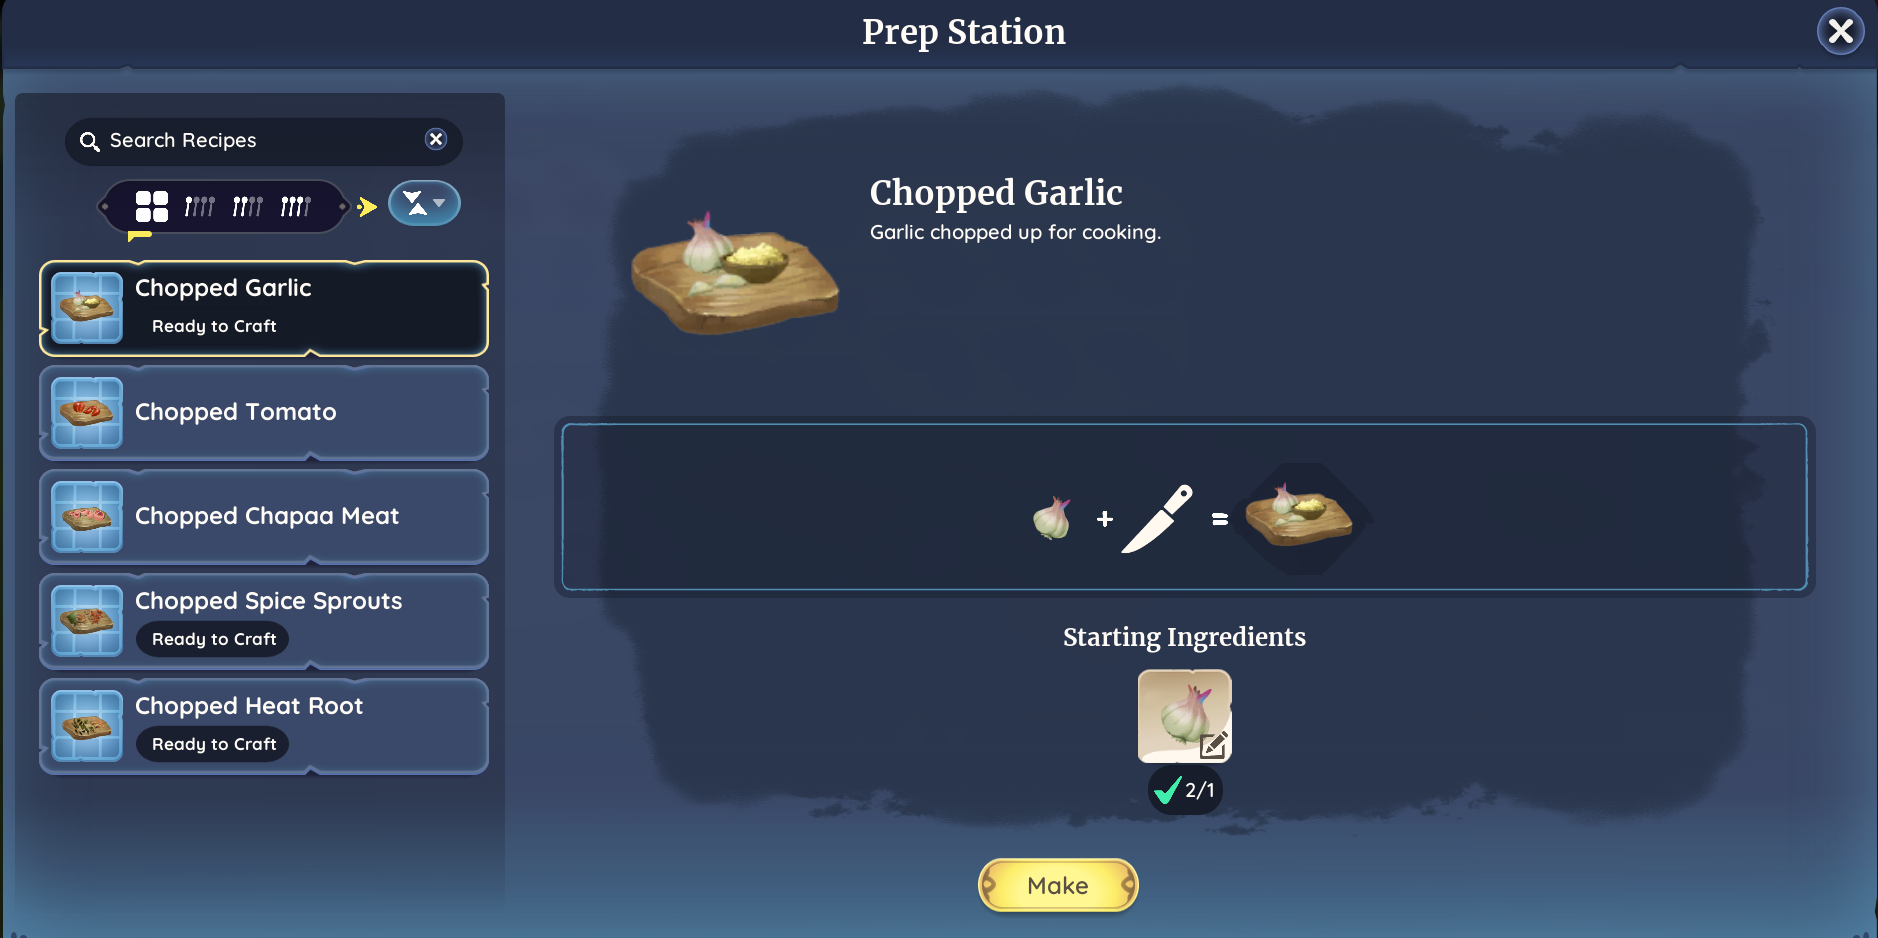 Prep Station
Search Recipes
Chopped Garlic
Ready to Craft
Chopped Tomato
Chopped Chapaa Meat
Chopped Spice Sprouts
Ready to Craft
Chopped Heat Root
Ready to Craft
Chopped Garlic
Garlic chopped up for cooking.
+
=
Starting Ingredients
2/1
Make